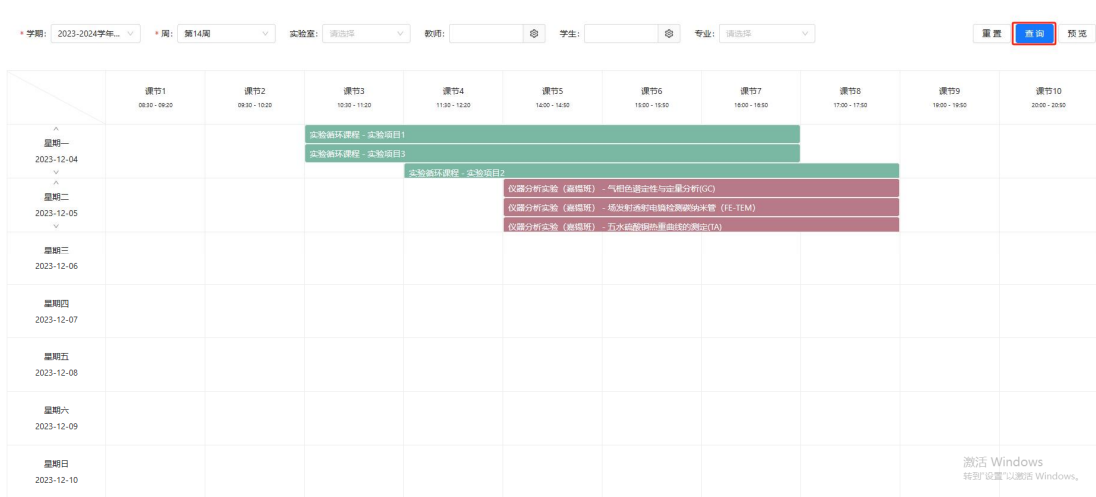 * 学期: 2023-2024学年... * 周: 第14周 实验室: 请选择 教师: 学生: 专业: 请选择 重置 查询 预览
课节1 课节2 课节3 课节4 课节5 课节6 课节7 课节8 课节9 课节10
08:30 - 09:20 09:30 - 10:20 10:30 - 11:20 11:30 - 12:20 14:00 - 14:50 15:00 - 15:50 16:00 - 16:50 17:00 - 17:50 19:00 - 19:50 20:00 - 20:50
星期一
2023-12-04
实验循环课程 - 实验项目1
实验循环课程 - 实验项目3
实验循环课程 - 实验项目2
星期二
2023-12-05
仪器分析实验（嘉锡班） - 气相色谱定性与定量分析(GC)
仪器分析实验（嘉锡班） - 场发射透射电镜检测碳纳米管（FE-TEM）
仪器分析实验（嘉锡班） - 五水硫酸铜热重曲线的测定(TA)
星期三
2023-12-06
星期四
2023-12-07
星期五
2023-12-08
星期六
2023-12-09
星期日
2023-12-10
激活 Windows
转到"设置"以激活 Windows。